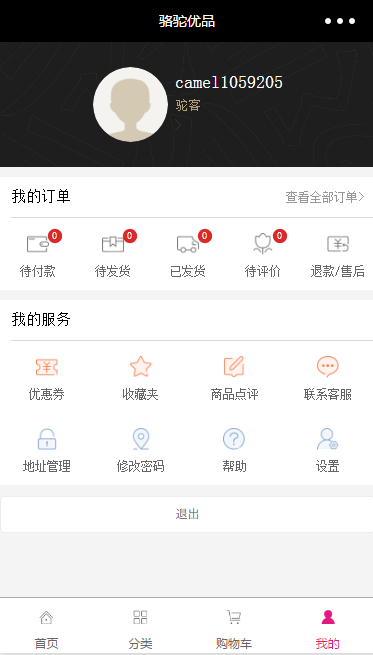 骆驼优品
camel1059205
驼客
我的订单 查看全部订单
0 0 0 0
待付款 待发货 已发货 待评价 退款/售后
我的服务
优惠券 收藏夹 商品点评 联系客服
地址管理 修改密码 帮助 设置
退出
首页 分类 购物车 我的